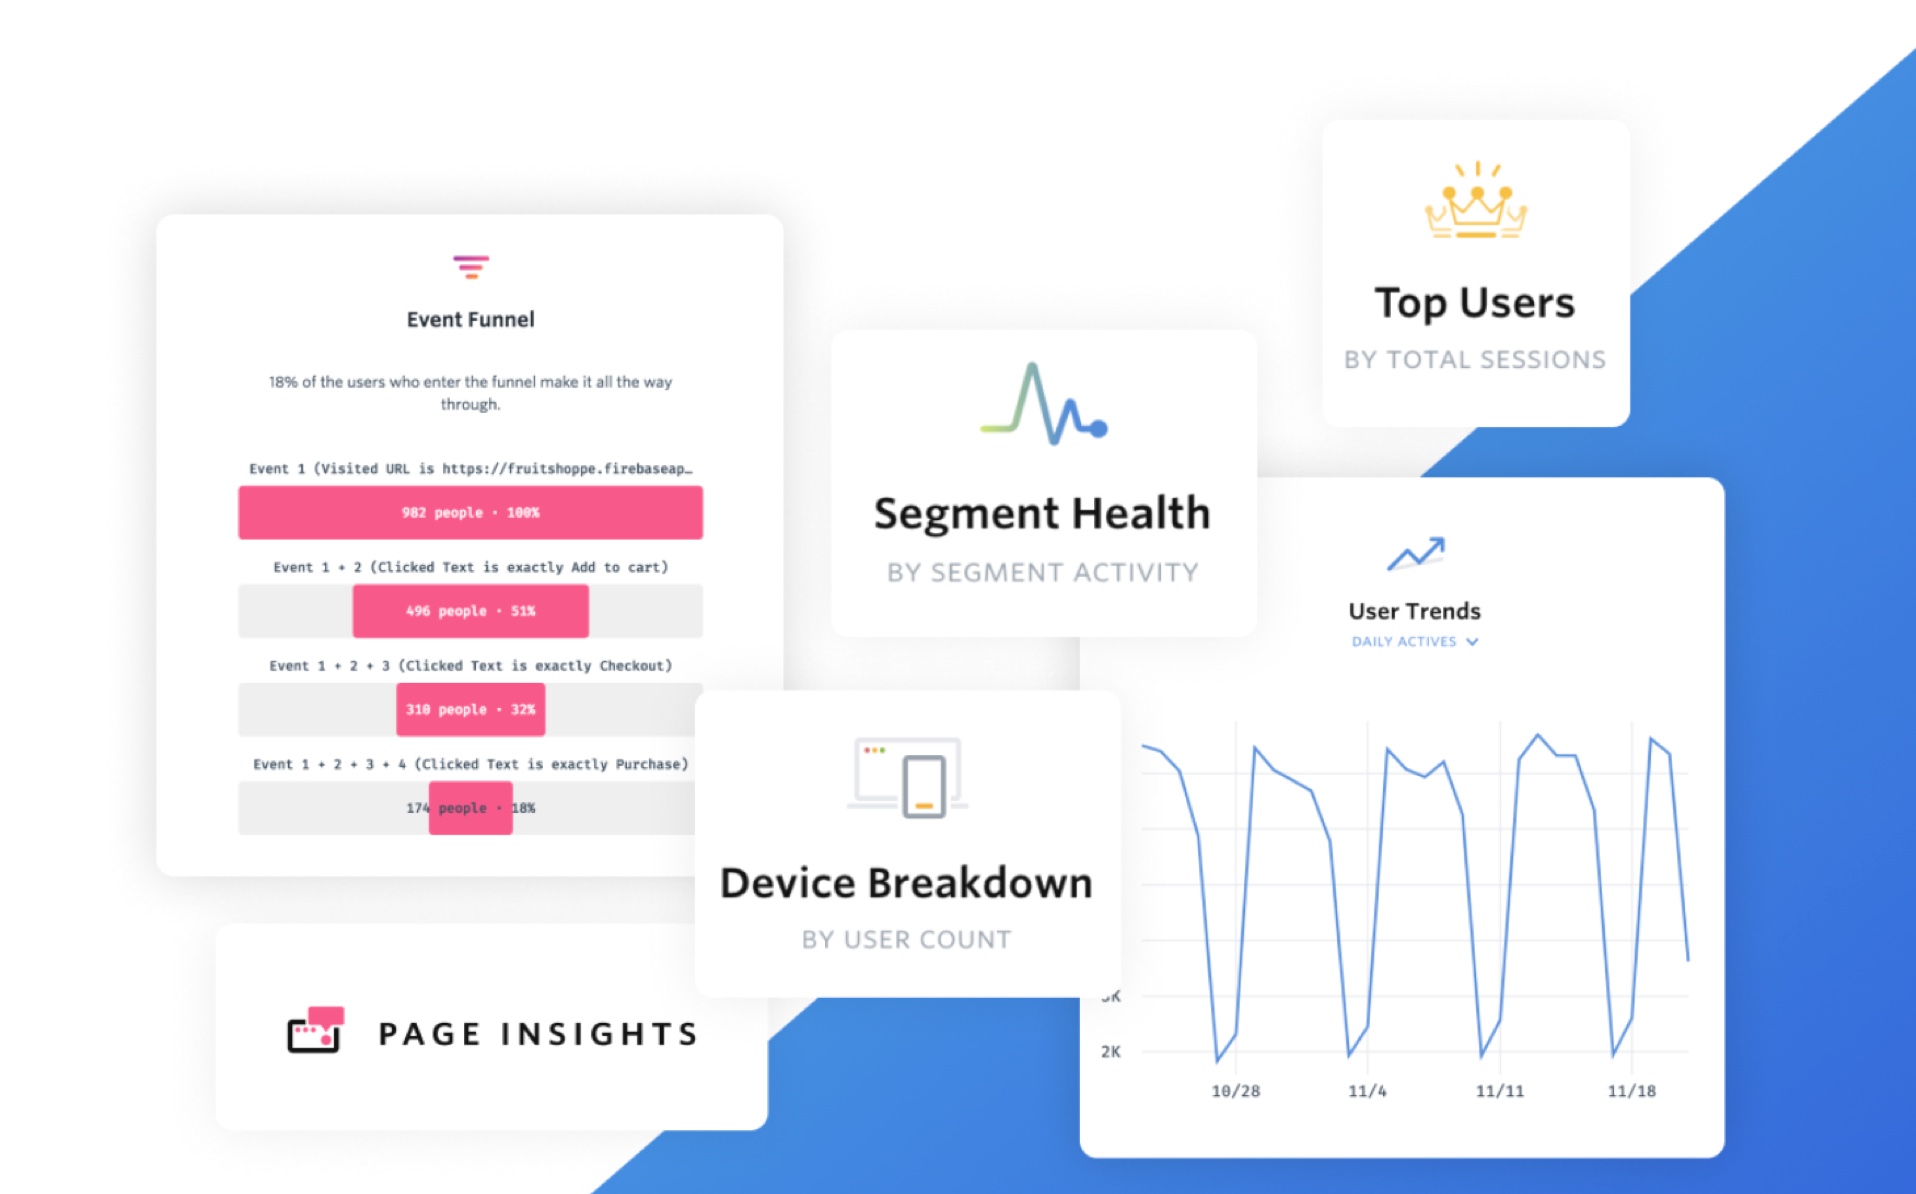 Event Funnel
18% of the users who enter the funnel make it all the way
through.
Event 1 (Visited URL is https://fruitshoppe.firebaseap…
982 people · 100%
Event 1 + 2 (Clicked Text is exactly Add to cart)
496 people · 51%
Event 1 + 2 + 3 (Clicked Text is exactly Checkout)
310 people · 32%
Event 1 + 2 + 3 + 4 (Clicked Text is exactly Purchase)
174 people · 18%
PAGE INSIGHTS
Segment Health
BY SEGMENT ACTIVITY
Device Breakdown
BY USER COUNT
Top Users
BY TOTAL SESSIONS
User Trends
DAILY ACTIVES
2K
10/28 11/4 11/11 11/18